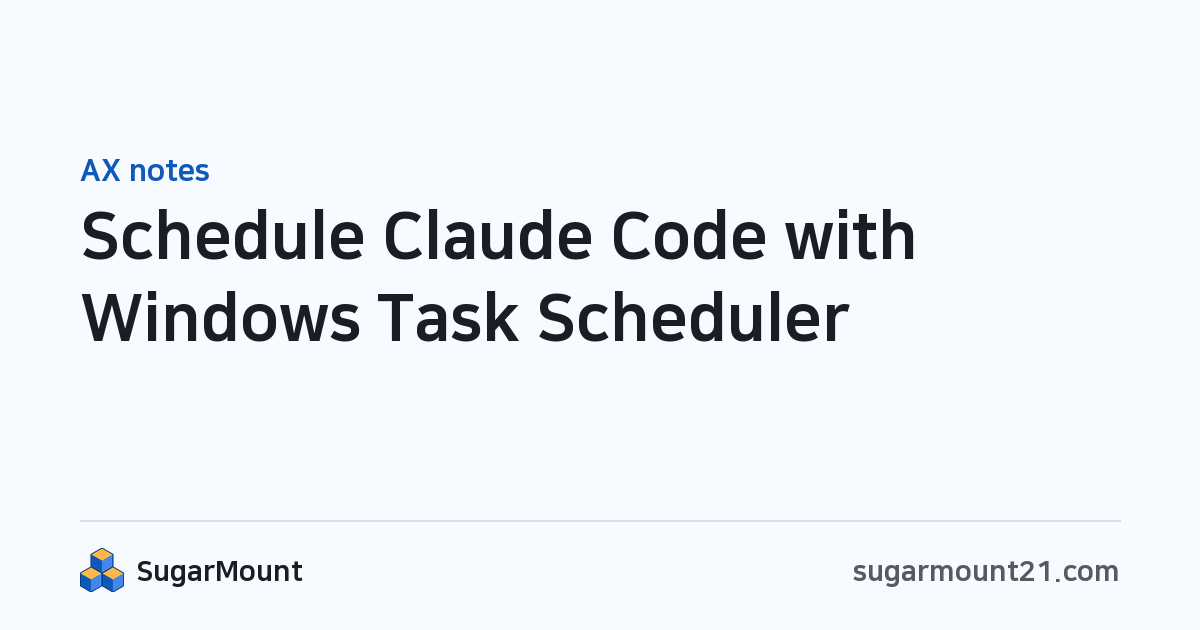 AX notes
Schedule Claude Code with
Windows Task Scheduler
SugarMount
sugarmount21.com